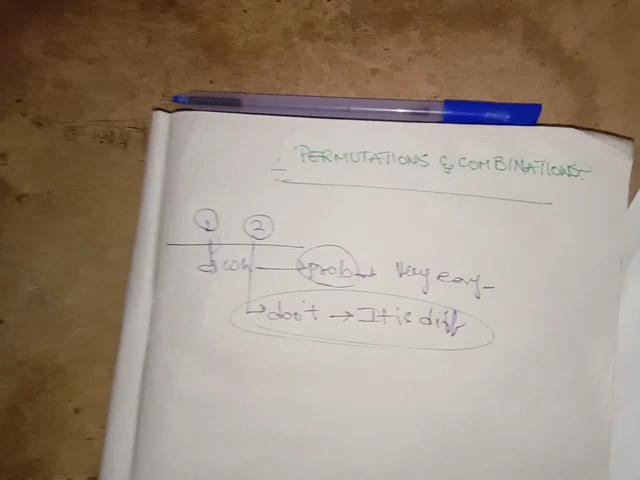 :- PERMUTATIONS & COMBINATIONS:-
1 2
prob → Very easy-
don't → It is diff